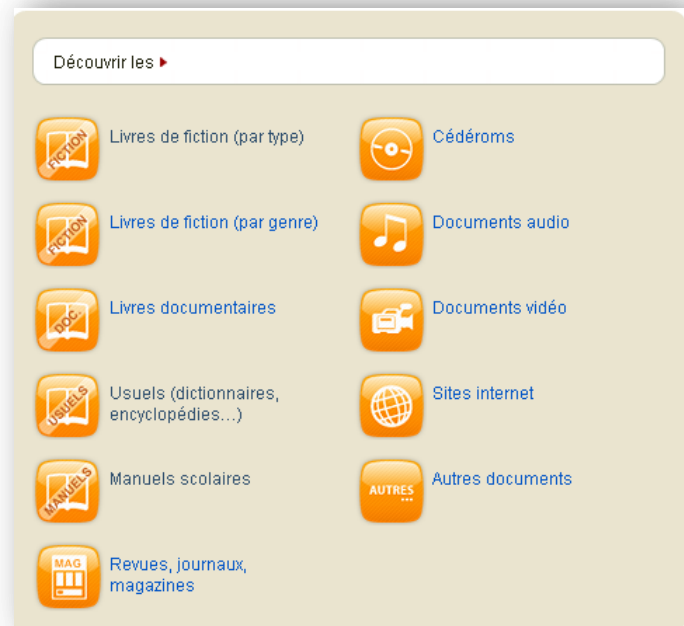 Découvrir les
FICTION
Livres de fiction (par type)
FICTION
Livres de fiction (par genre)
DOC.
Livres documentaires
USUELS
Usuels (dictionnaires,
encyclopédies...)
MANUELS
Manuels scolaires
MAG
Revues, journaux,
magazines
Cédéroms
Documents audio
Documents vidéo
Sites internet
AUTRES
...
Autres documents